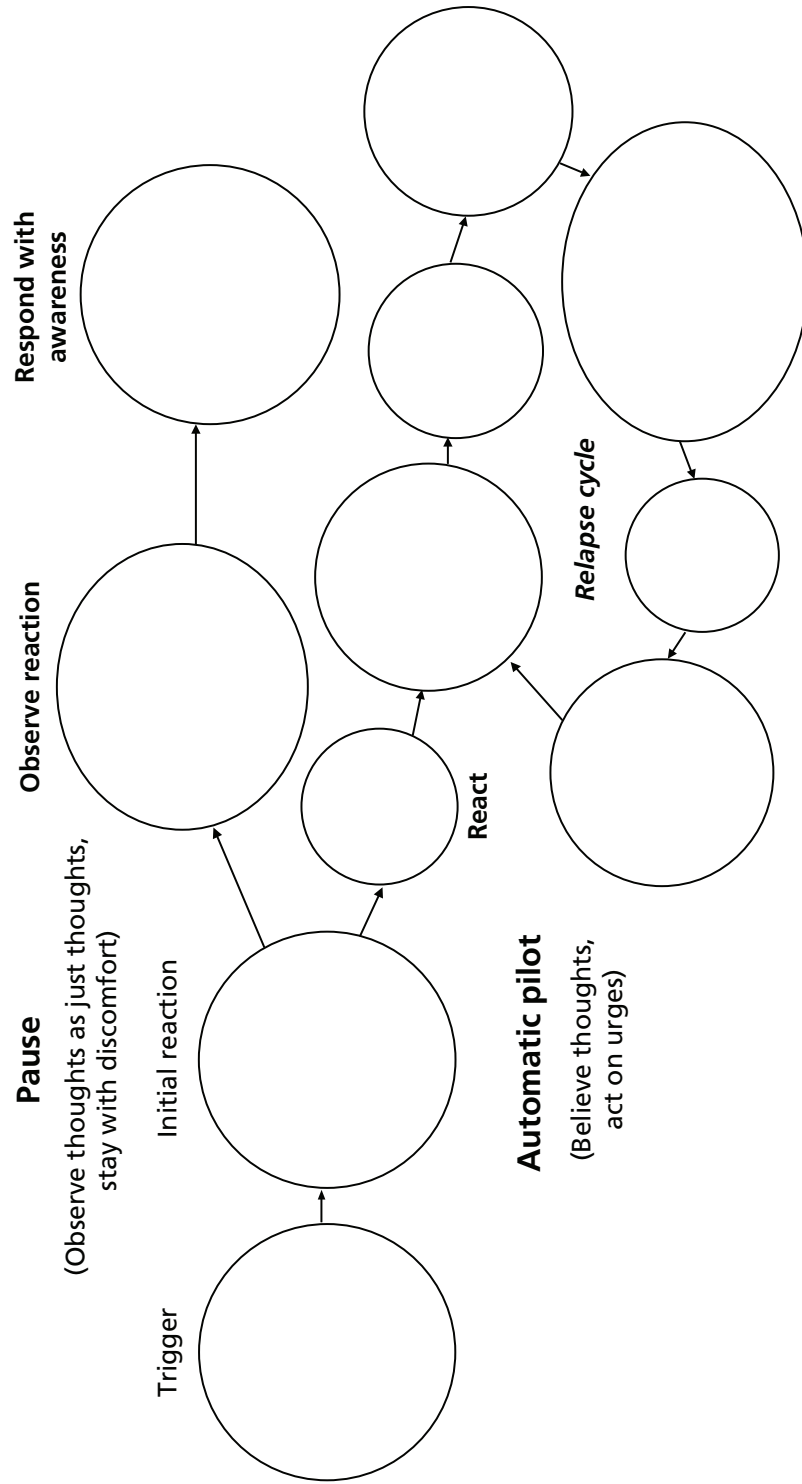 Pause
(Observe thoughts as just thoughts,
stay with discomfort)
Observe reaction
Respond with
awareness
Trigger
Initial reaction
React
Automatic pilot
(Believe thoughts,
act on urges)
Relapse cycle